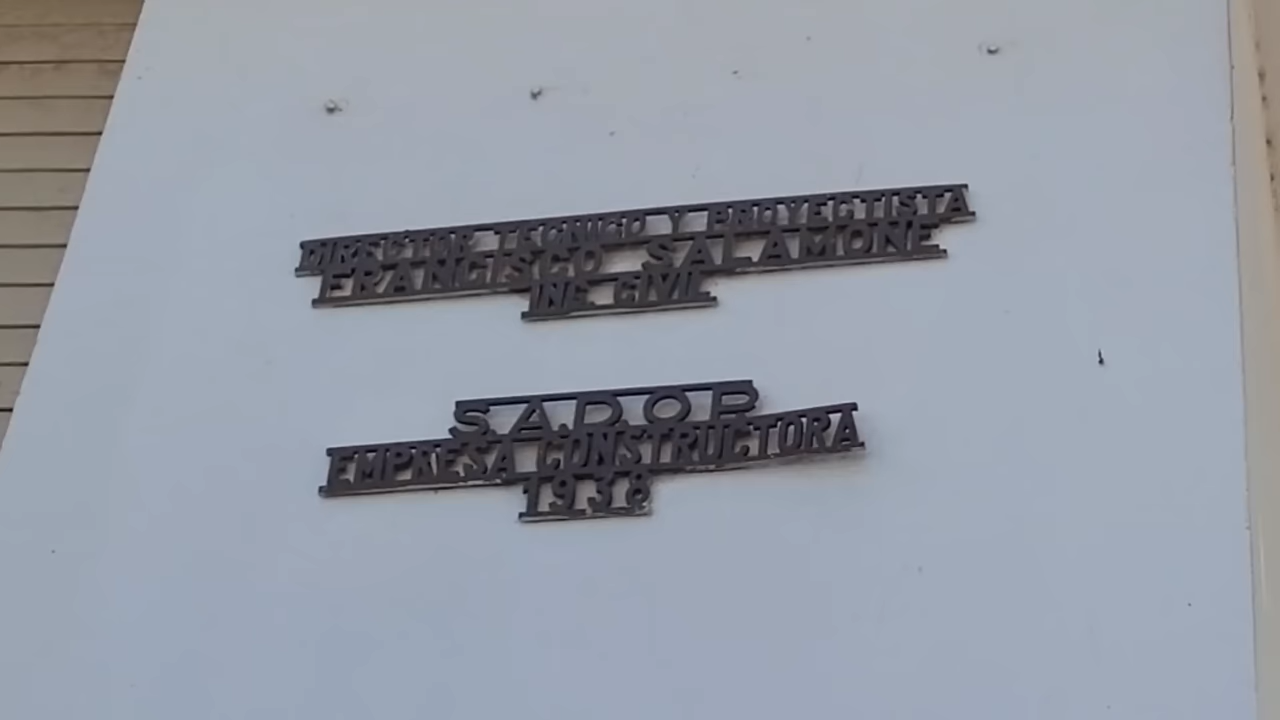 DIRECTOR TECNICO Y PROYECTISTA
FRANCISCO SALAMONE
ING. CIVIL
S.A.D.O.P.
EMPRESA CONSTRUCTORA
1938